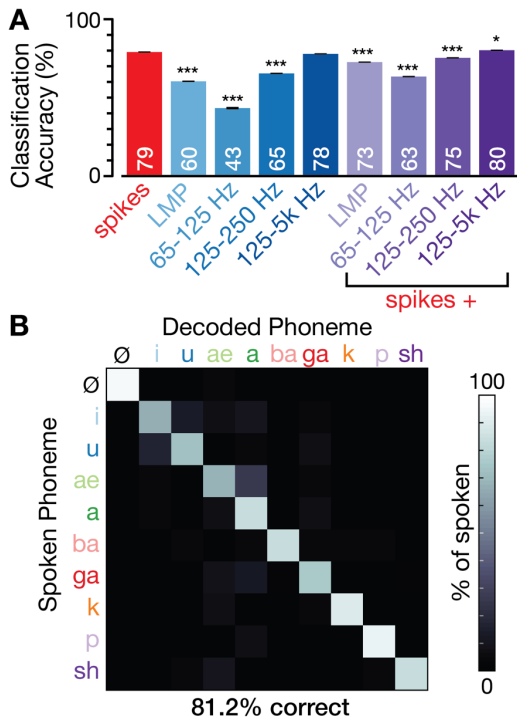 A
100
Classification
Accuracy (%)
0
*** *** *** *** *** *** *
79 60 43 65 78 73 63 75 80
spikes LMP 65-125 Hz 125-250 Hz 125-5k Hz LMP 65-125 Hz 125-250 Hz 125-5k Hz
spikes +
B
Decoded Phoneme
Ø i u ae a ba ga k p sh
Spoken Phoneme
Ø
i
u
ae
a
ba
ga
k
p
sh
100
% of spoken
0
81.2% correct